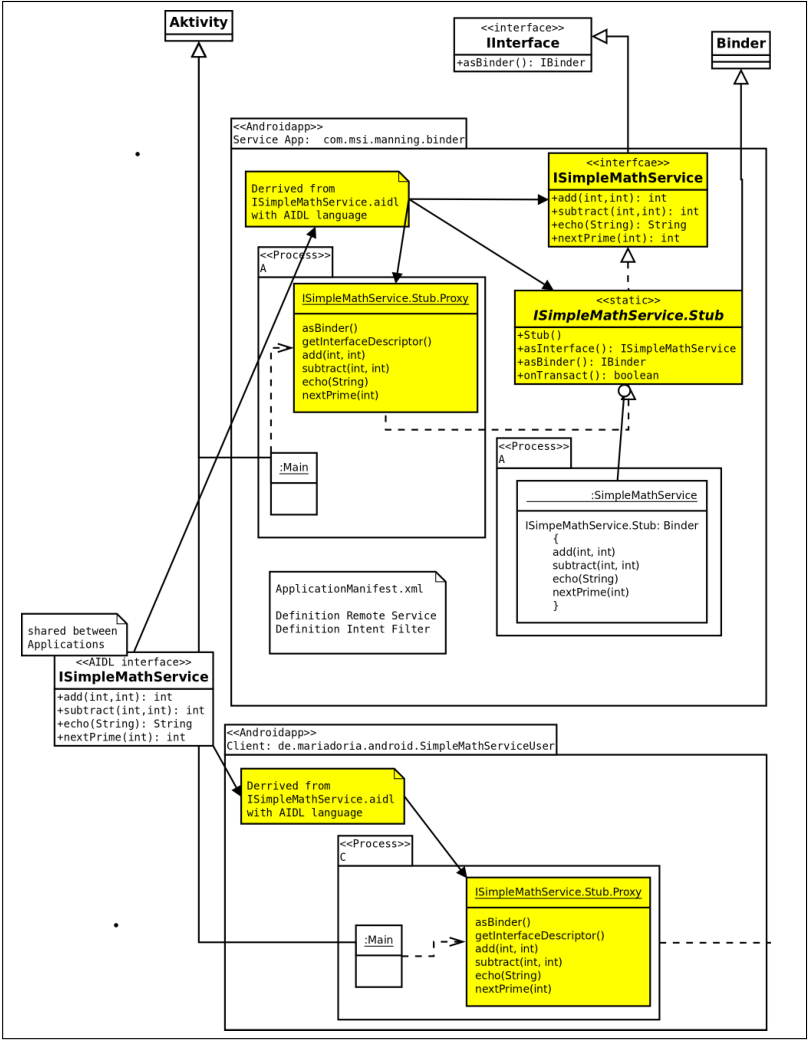 Aktivity
<<interface>>
IInterface
+asBinder(): IBinder
Binder
<<Androidapp>>
Service App:  com.msi.manning.binder
Derrived from
ISimpleMathService.aidl
with AIDL language
<<interfcae>>
ISimpleMathService
+add(int,int): int
+subtract(int,int): int
+echo(String): String
+nextPrime(int): int
<<Process>>
A
ISimpleMathService.Stub.Proxy
asBinder()
getInterfaceDescriptor()
add(int, int)
subtract(int, int)
echo(String)
nextPrime(int)
<<static>>
ISimpleMathService.Stub
+Stub()
+asInterface(): ISimpleMathService
+asBinder(): IBinder
+onTransact(): boolean
:Main
<<Process>>
A
:SimpleMathService
ISimpeMathService.Stub: Binder
{
add(int, int)
subtract(int, int)
echo(String)
nextPrime(int)
}
ApplicationManifest.xml
Definition Remote Service
Definition Intent Filter
shared between
Applications
<<AIDL interface>>
ISimpleMathService
+add(int,int): int
+subtract(int,int): int
+echo(String): String
+nextPrime(int): int
<<Androidapp>>
Client: de.mariadoria.android.SimpleMathServiceUser
Derrived from
ISimpleMathService.aidl
with AIDL language
<<Process>>
C
ISimpleMathService.Stub.Proxy
asBinder()
getInterfaceDescriptor()
add(int, int)
subtract(int, int)
echo(String)
nextPrime(int)
:Main